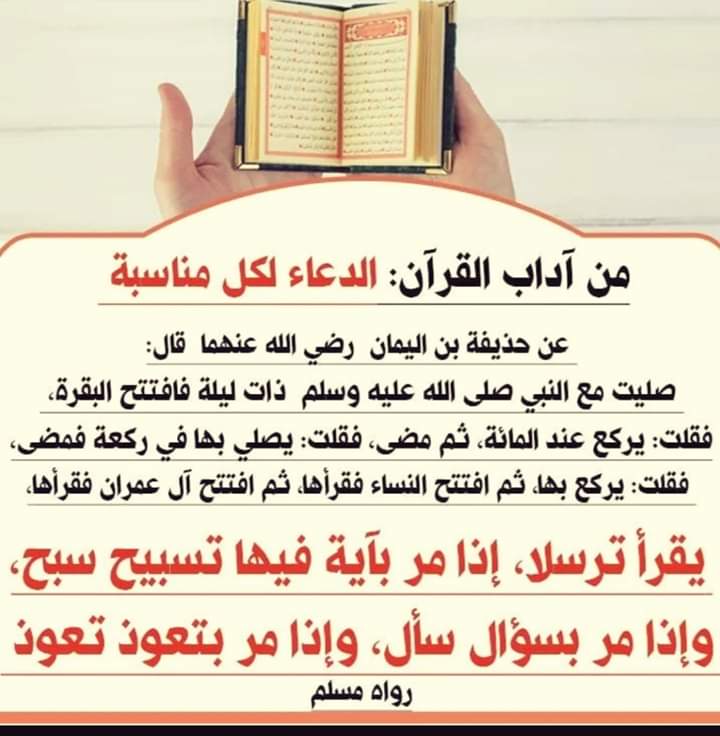 من آداب القرآن: الدعاء لكل مناسبة
عن حذيفة بن اليمان رضي الله عنهما قال:
صليت مع النبي صلى الله عليه وسلم ذات ليلة فافتتح البقرة،
فقلت: يركع عند المائة، ثم مضى، فقلت: يصلي بها في ركعة فمضى،
فقلت: يركع بها، ثم افتتح النساء فقرأها، ثم افتتح آل عمران فقرأها،
يقرأ ترسلا، إذا مر بآية فيها تسبيح سبح،
وإذا مر بسؤال سأل، وإذا مر بتعوذ تعوذ
رواه مسلم